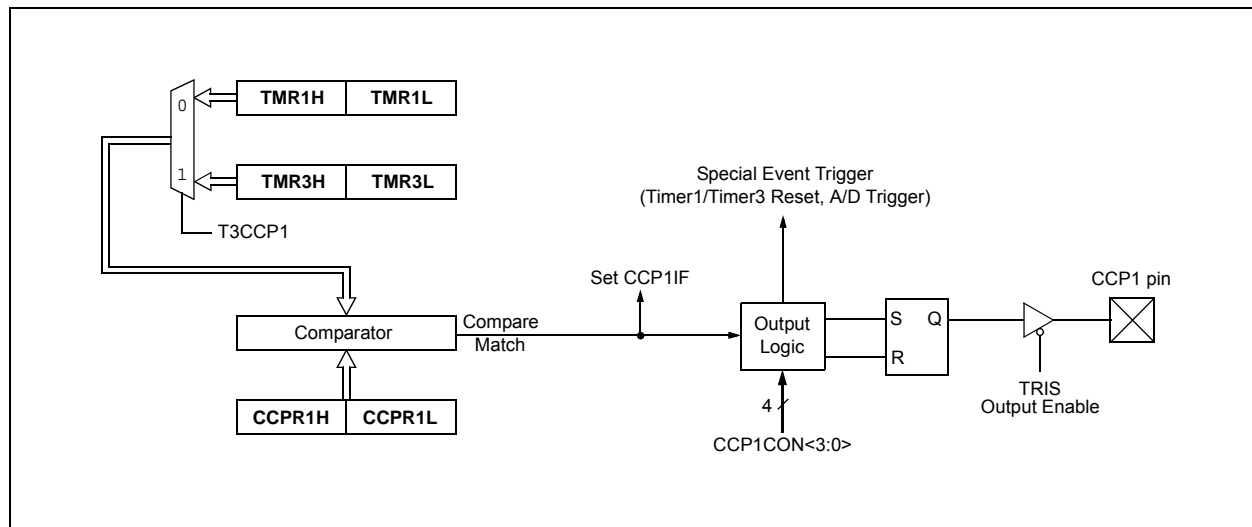 0
TMR1H TMR1L
1
TMR3H TMR3L
T3CCP1
Special Event Trigger
(Timer1/Timer3 Reset, A/D Trigger)
Set CCP1IF
CCP1 pin
Comparator
Compare
Match
Output
Logic
S Q
R
TRIS
Output Enable
CCPR1H CCPR1L
4
CCP1CON<3:0>